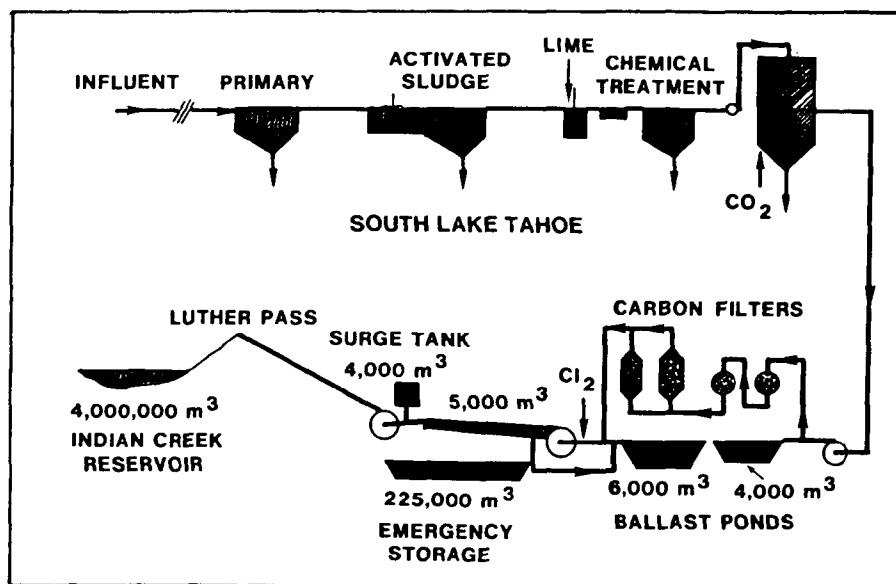 LIME
ACTIVATED
SLUDGE
CHEMICAL
TREATMENT
INFLUENT
PRIMARY
CO2
SOUTH LAKE TAHOE
CARBON FILTERS
LUTHER PASS
SURGE TANK
4,000 m3
Cl2
5,000 m3
4,000,000 m3
INDIAN CREEK
RESERVOIR
225,000 m3
EMERGENCY
STORAGE
6,000 m3
4,000 m3
BALLAST PONDS